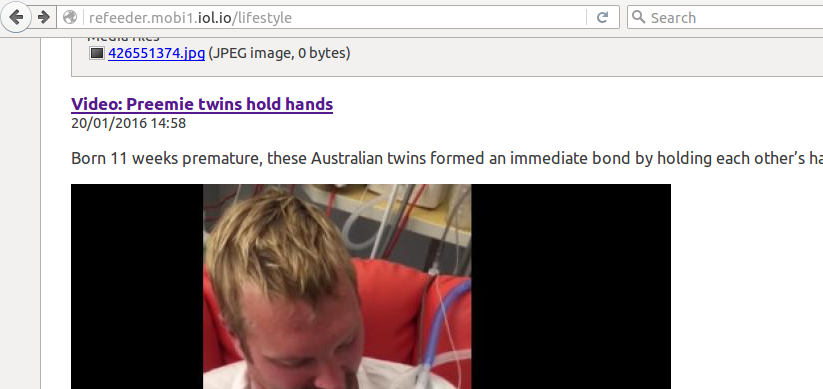 refeeder.mobi1.iol.io/lifestyle
Search
Media files
426551374.jpg (JPEG image, 0 bytes)
Video: Preemie twins hold hands
20/01/2016 14:58
Born 11 weeks premature, these Australian twins formed an immediate bond by holding each other’s